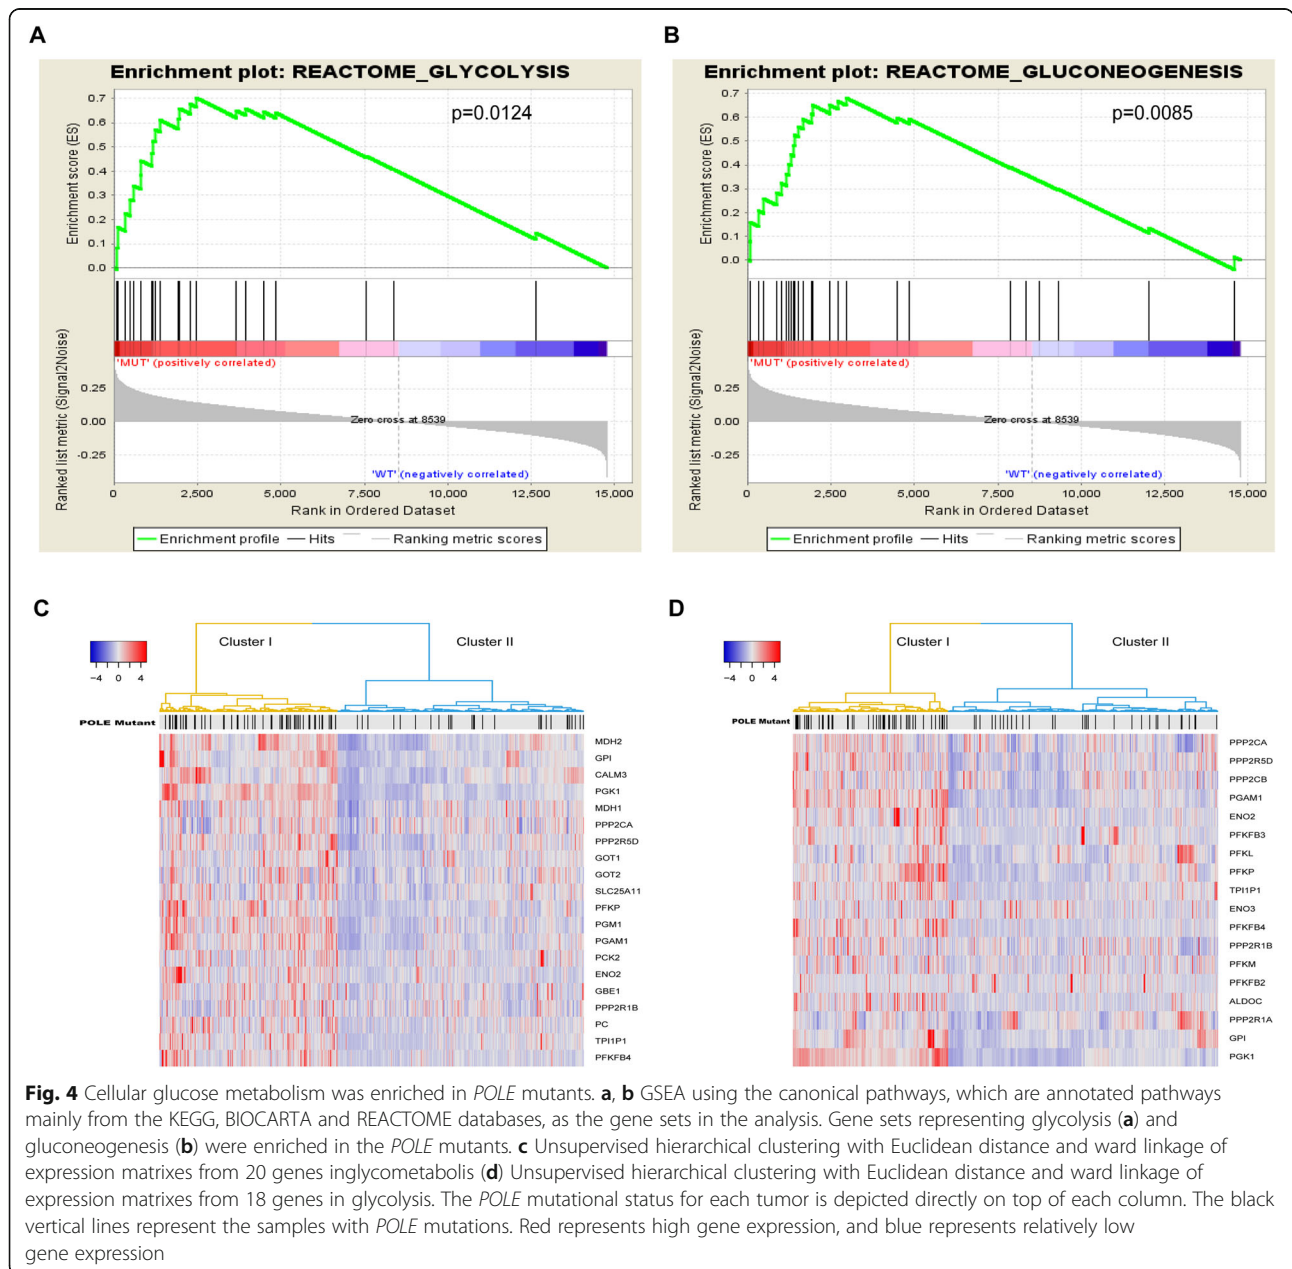 A
Enrichment plot: REACTOME_GLYCOLYSIS
p=0.0124
Enrichment score (ES)
0.7
0.6
0.5
0.4
0.3
0.2
0.1
0.0
'MUT' (positively correlated)
Ranked list metric (Signal2Noise)
0.25
0.00
-0.25
Zero cross at 8539
'WT' (negatively correlated)
0 2,500 5,000 7,500 10,000 12,500 15,000
Rank in Ordered Dataset
Enrichment profile Hits Ranking metric scores
B
Enrichment plot: REACTOME_GLUCONEOGENESIS
p=0.0085
Enrichment score (ES)
0.7
0.6
0.5
0.4
0.3
0.2
0.1
0.0
'MUT' (positively correlated)
Ranked list metric (Signal2Noise)
0.25
0.00
-0.25
Zero cross at 8539
'WT' (negatively correlated)
0 2,500 5,000 7,500 10,000 12,500 15,000
Rank in Ordered Dataset
Enrichment profile Hits Ranking metric scores
C
Cluster I Cluster II
−4 0 4
POLE Mutant
MDH2
GPI
CALM3
PGK1
MDH1
PPP2CA
PPP2R5D
GOT1
GOT2
SLC25A11
PFKP
PGM1
PGAM1
PCK2
ENO2
GBE1
PPP2R1B
PC
TPI1P1
PFKFB4
D
Cluster I Cluster II
−4 0 4
POLE Mutant
PPP2CA
PPP2R5D
PPP2CB
PGAM1
ENO2
PFKFB3
PFKL
PFKP
TPI1P1
ENO3
PFKFB4
PPP2R1B
PFKM
PFKFB2
ALDOC
PPP2R1A
GPI
PGK1
Fig. 4 Cellular glucose metabolism was enriched in POLE mutants. a, b GSEA using the canonical pathways, which are annotated pathways
mainly from the KEGG, BIOCARTA and REACTOME databases, as the gene sets in the analysis. Gene sets representing glycolysis (a) and
gluconeogenesis (b) were enriched in the POLE mutants. c Unsupervised hierarchical clustering with Euclidean distance and ward linkage of
expression matrixes from 20 genes inglycometabolis (d) Unsupervised hierarchical clustering with Euclidean distance and ward linkage of
expression matrixes from 18 genes in glycolysis. The POLE mutational status for each tumor is depicted directly on top of each column. The black
vertical lines represent the samples with POLE mutations. Red represents high gene expression, and blue represents relatively low
gene expression